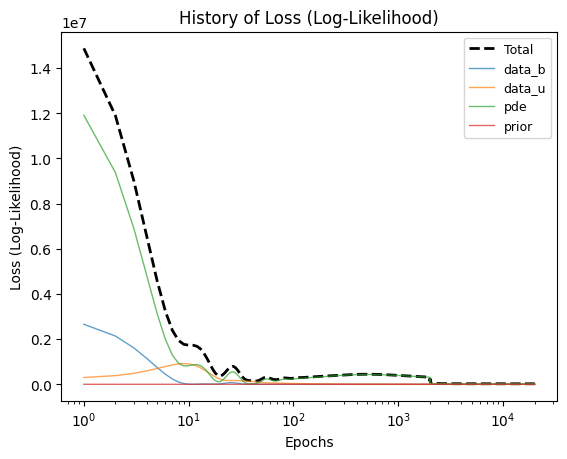 History of Loss (Log-Likelihood)
1e7
Total
data_b
data_u
pde
prior
1.4
1.2
1.0
0.8
0.6
0.4
0.2
0.0
Loss (Log-Likelihood)
10^0
10^1
10^2
10^3
10^4
Epochs